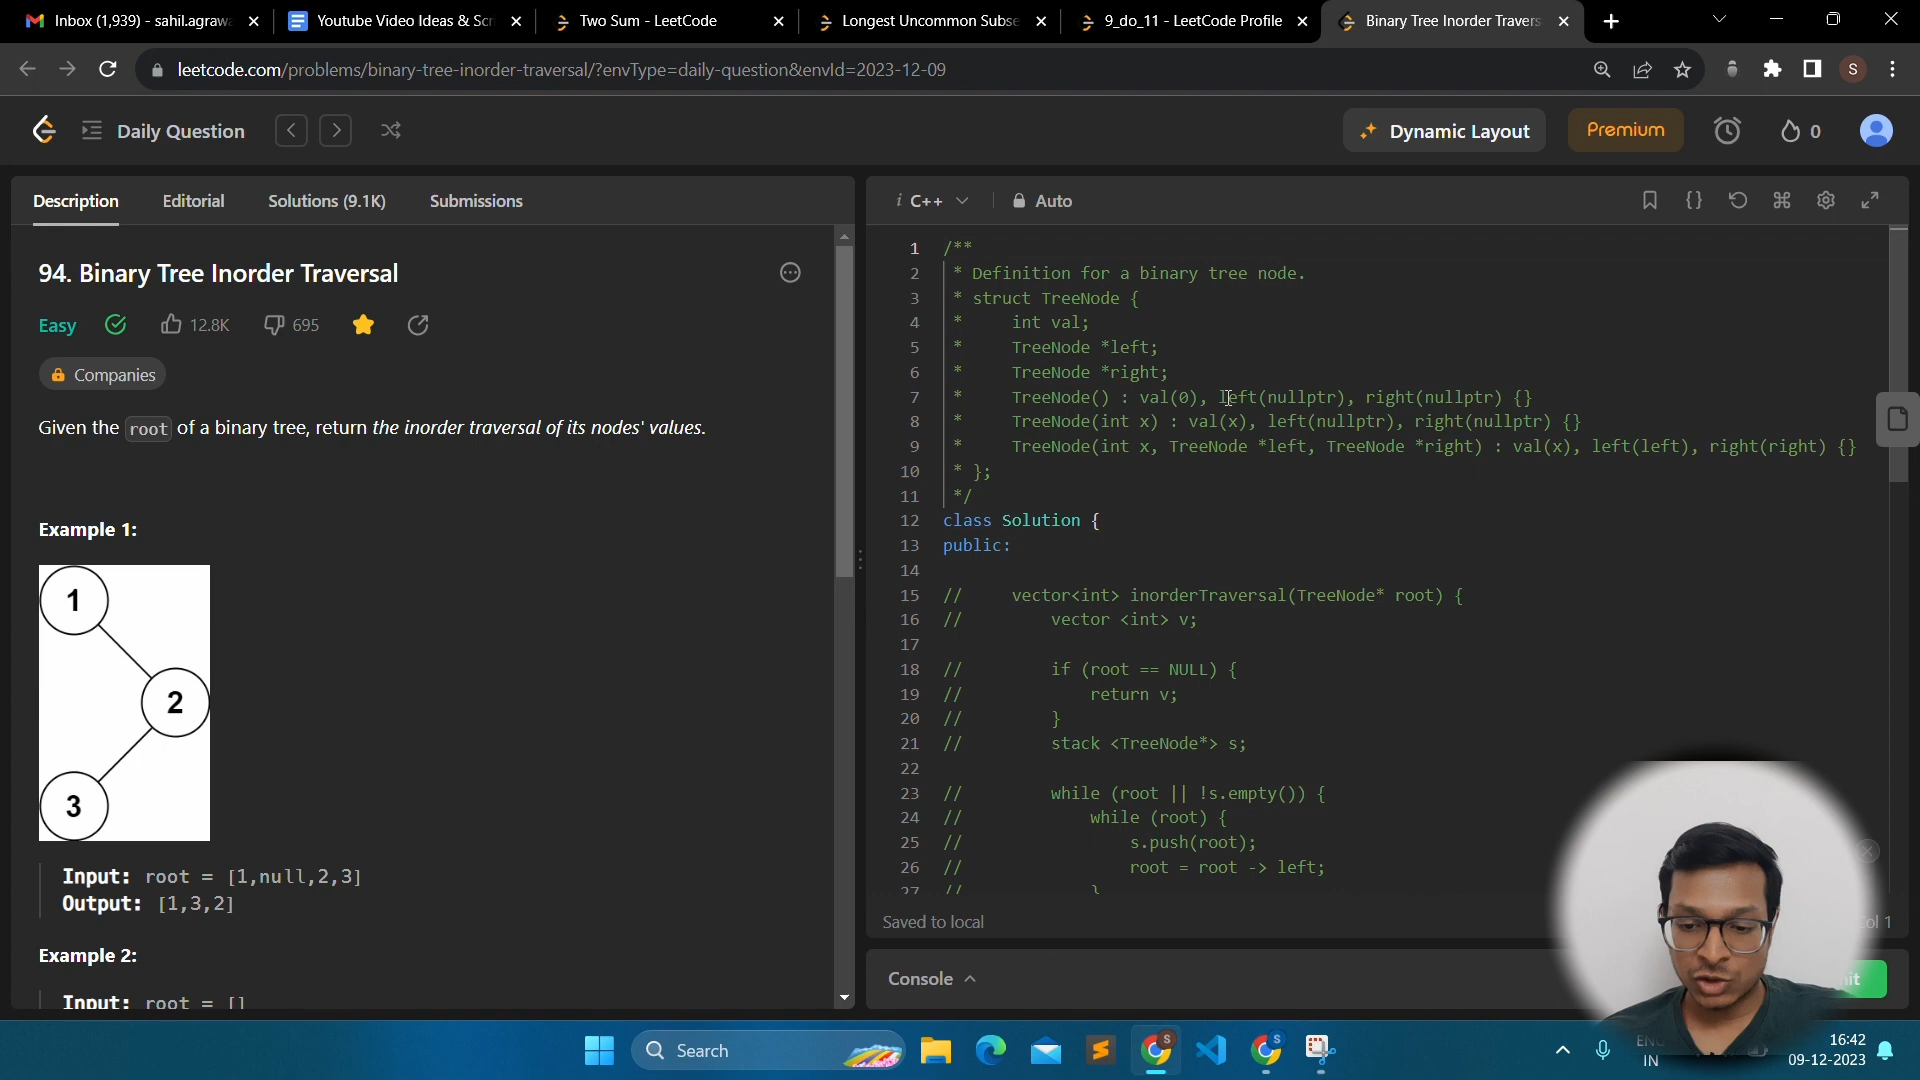 Inbox (1,939) - sahil.agraw
Youtube Video Ideas & Scr
Two Sum - LeetCode
Longest Uncommon Subse
9_do_11 - LeetCode Profile
Binary Tree Inorder Travers
leetcode.com/problems/binary-tree-inorder-traversal/?envType=daily-question&envId=2023-12-09
S
Daily Question
Dynamic Layout
Premium
0
Description
Editorial
Solutions (9.1K)
Submissions
94. Binary Tree Inorder Traversal
Easy
12.8K
695
Companies
Given the root of a binary tree, return the inorder traversal of its nodes' values.
Example 1:
1
2
3
Input: root = [1,null,2,3]
Output: [1,3,2]
Example 2:
Input: root = []
i C++
Auto
1 /**
2 * Definition for a binary tree node.
3 * struct TreeNode {
4 * int val;
5 * TreeNode *left;
6 * TreeNode *right;
7 * TreeNode() : val(0), left(nullptr), right(nullptr) {}
8 * TreeNode(int x) : val(x), left(nullptr), right(nullptr) {}
9 * TreeNode(int x, TreeNode *left, TreeNode *right) : val(x), left(left), right(right) {}
10 * };
11 */
12 class Solution {
13 public:
14
15 // vector<int> inorderTraversal(TreeNode* root) {
16 // vector <int> v;
17
18 // if (root == NULL) {
19 // return v;
20 // }
21 // stack <TreeNode*> s;
22
23 // while (root || !s.empty()) {
24 // while (root) {
25 // s.push(root);
26 // root = root -> left;
27 // }
Saved to local
Col 1
Console
it
Search
S
S
ENG
IN
16:42
09-12-2023